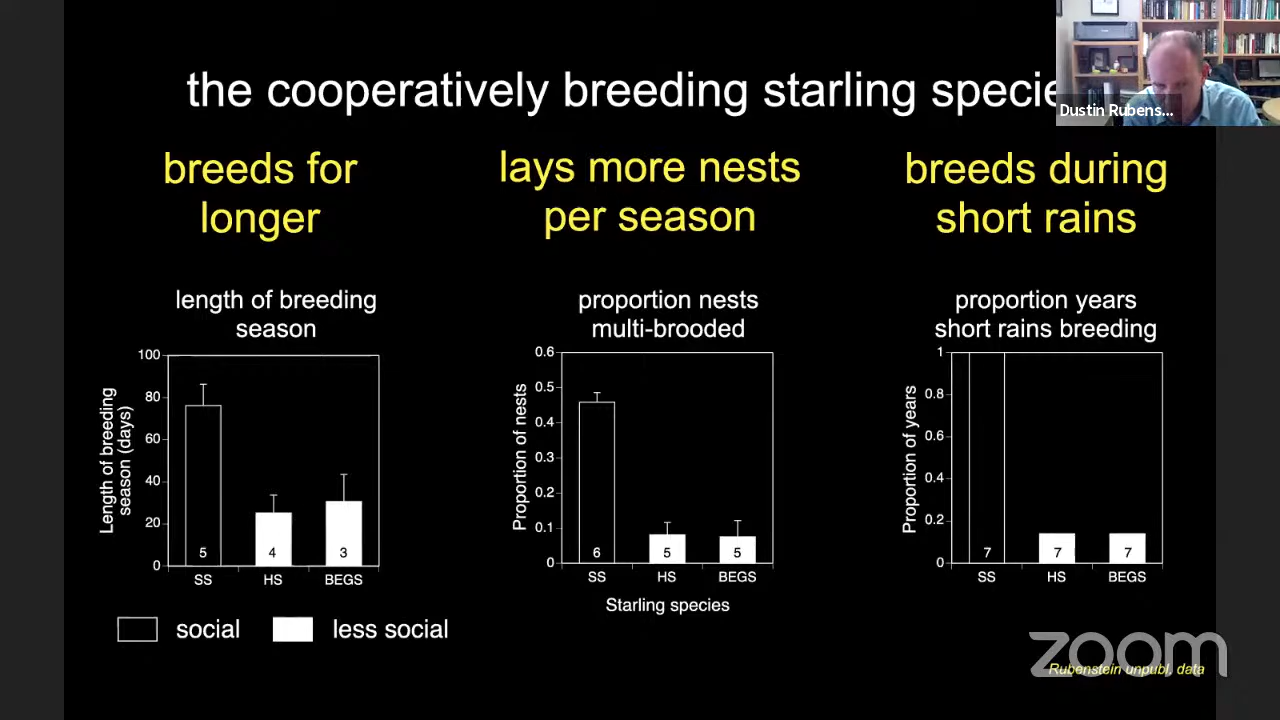 the cooperatively breeding starling specie
Dustin Rubens...
breeds for
longer
lays more nests
per season
breeds during
short rains
length of breeding
season
100
80
60
40
20
0
Length of breeding
season (days)
5
4
3
SS
HS
BEGS
proportion nests
multi-brooded
0.6
0.5
0.4
0.3
0.2
0.1
0
Proportion of nests
6
5
5
SS
HS
BEGS
Starling species
proportion years
short rains breeding
1
0.8
0.6
0.4
0.2
0
Proportion of years
7
7
7
SS
HS
BEGS
social
less social
zoom
Rubenstein unpubl. data